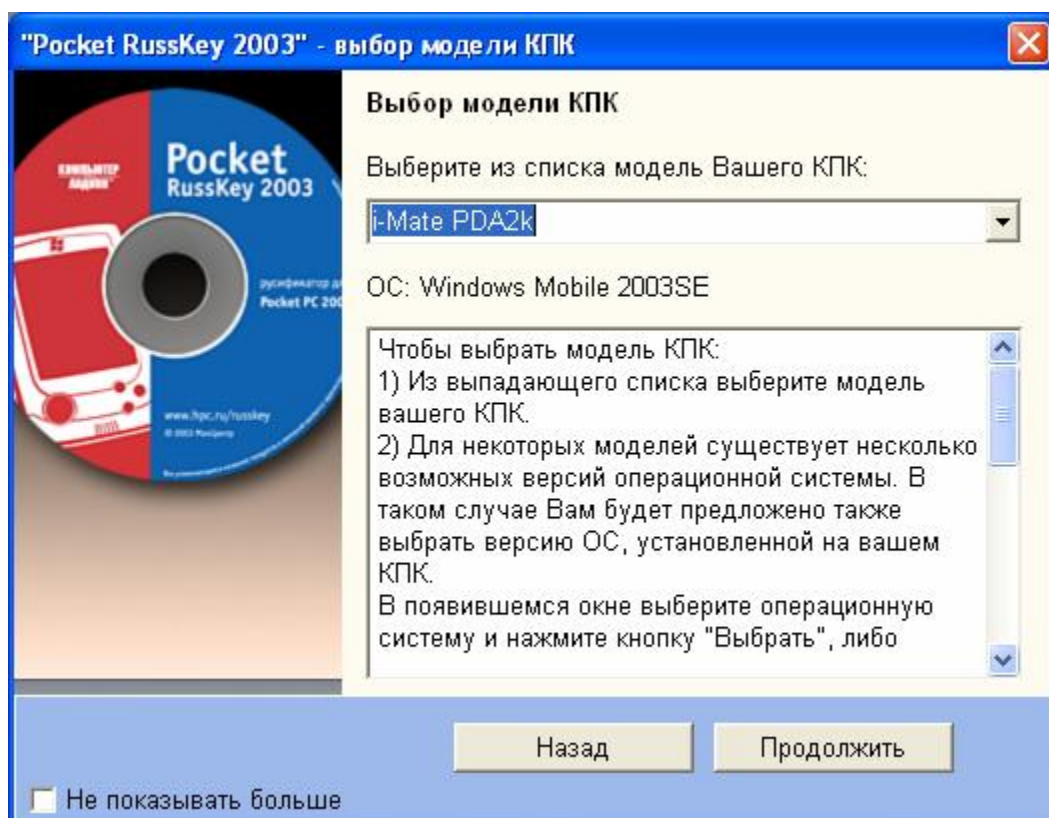 "Pocket RussKey 2003" - выбор модели КПК
Pocket
RussKey 2003
русификатор д
Pocket PC 200
www.hpc.ru/russkey
Выбор модели КПК
Выберите из списка модель Вашего КПК:
i-Mate PDA2k
ОС: Windows Mobile 2003SE
Чтобы выбрать модель КПК:
1) Из выпадающего списка выберите модель
вашего КПК.
2) Для некоторых моделей существует несколько
возможных версий операционной системы. В
таком случае Вам будет предложено также
выбрать версию ОС, установленной на вашем
КПК.
В появившемся окне выберите операционную
систему и нажмите кнопку "Выбрать", либо
Назад
Продолжить
Не показывать больше